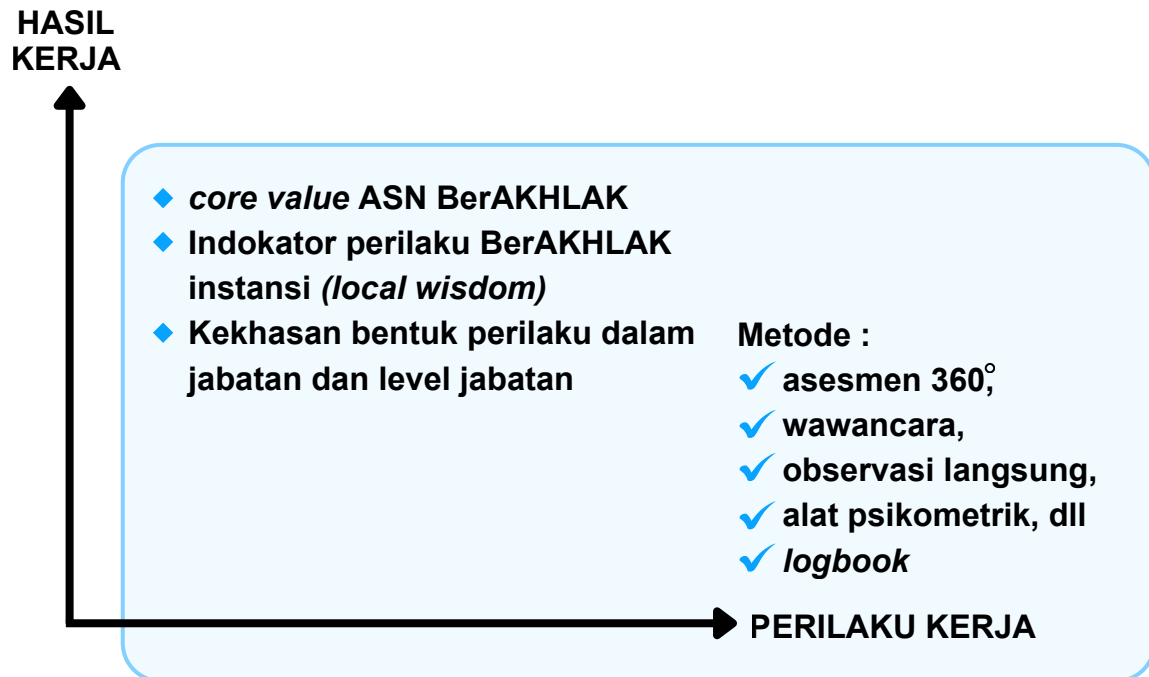 HASIL
KERJA
◆ core value ASN BerAKHLAK
◆ Indokator perilaku BerAKHLAK
instansi (local wisdom)
◆ Kekhasan bentuk perilaku dalam
jabatan dan level jabatan
Metode :
✓ asesmen 360°,
✓ wawancara,
✓ observasi langsung,
✓ alat psikometrik, dll
✓ logbook
PERILAKU KERJA